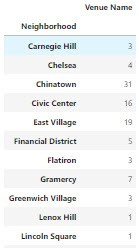 Venue Name
Neighborhood
Carnegie Hill 3
Chelsea 4
Chinatown 31
Civic Center 16
East Village 19
Financial District 5
Flatiron 3
Gramercy 7
Greenwich Village 3
Lenox Hill 1
Lincoln Square 1